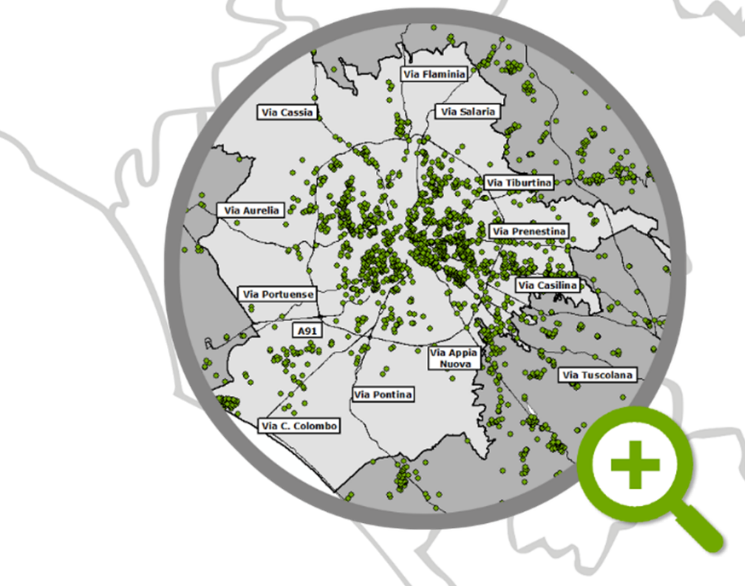 Via Flaminia
Via Cassia
Via Salaria
Via Tiburtina
Via Aurelia
Via Prenestina
Via Casilina
Via Portuense
A91
Via Appia
Nuova
Via Tuscolana
Via Pontina
Via C. Colombo